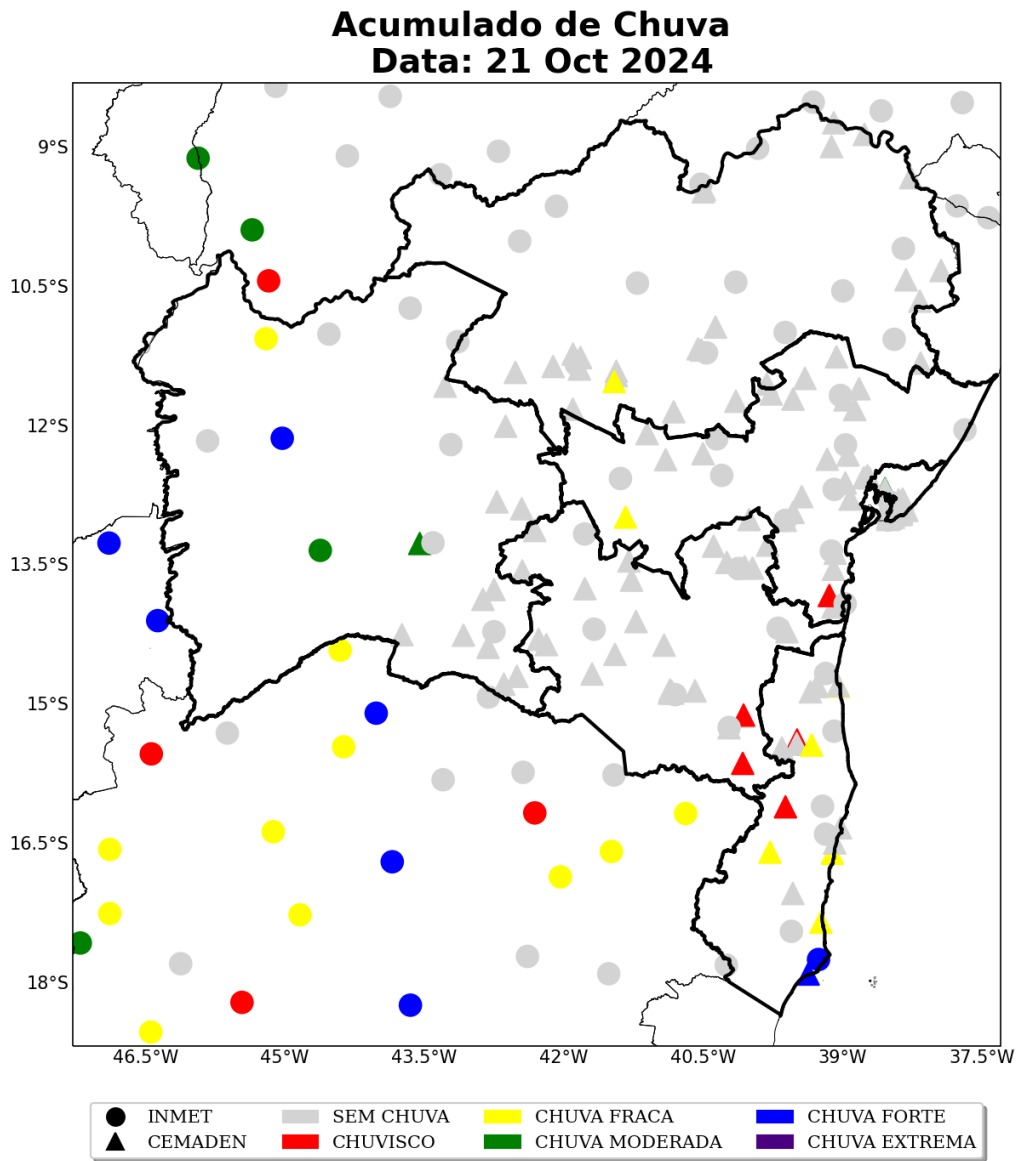 Acumulado de Chuva
Data: 21 Oct 2024
9°S
10.5°S
12°S
13.5°S
15°S
16.5°S
18°S
46.5°W 45°W 43.5°W 42°W 40.5°W 39°W 37.5°W
INMET SEM CHUVA CHUVA FRACA CHUVA FORTE
CEMADEN CHUVISCO CHUVA MODERADA CHUVA EXTREMA